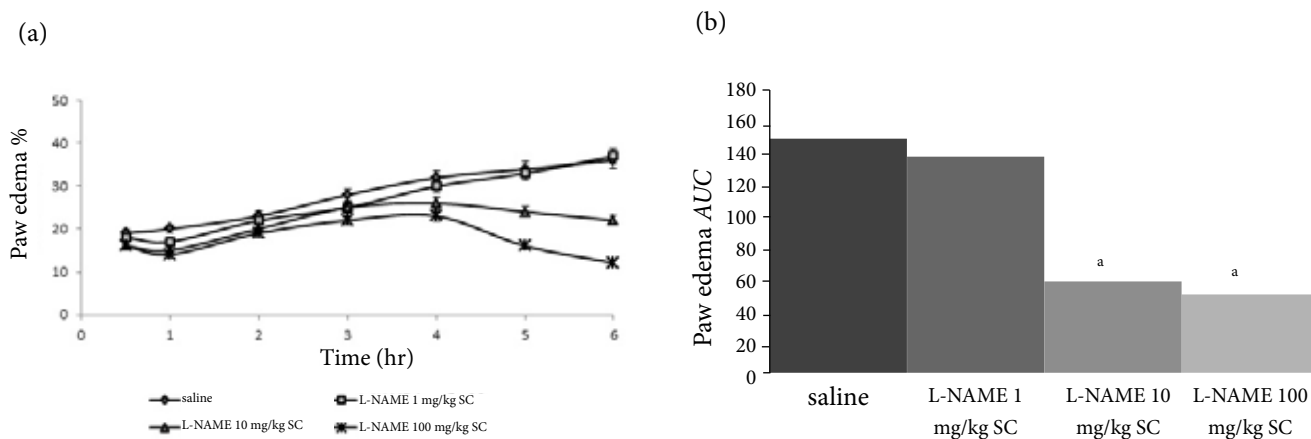 (a)
50
40
30
20
10
0
Paw edema %
0 1 2 3 4 5 6
Time (hr)
saline
L-NAME 1 mg/kg SC
L-NAME 10 mg/kg SC
L-NAME 100 mg/kg SC
(b)
180
160
140
120
100
80
60
40
20
0
Paw edema AUC
a
a
saline
L-NAME 1
mg/kg SC
L-NAME 10
mg/kg SC
L-NAME 100
mg/kg SC